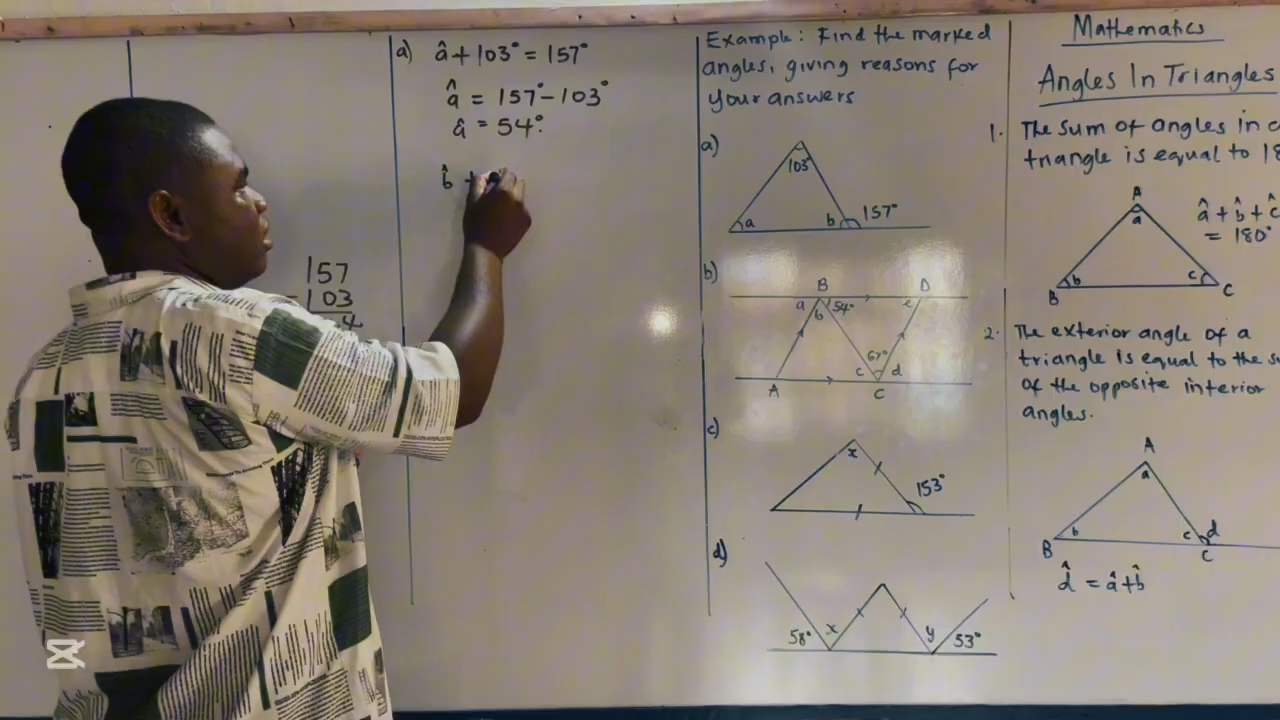 157
- 103
4
a) â + 103° = 157°
â = 157° - 103°
â = 54°.
b̂ +
Example: Find the marked
angles, giving reasons for
your answers
a)
103°
a
b
157°
b)
B
D
a
b
54°
e
67°
c
d
A
C
c)
x
153°
d)
58°
x
y
53°
Mathematics
Angles In Triangles
1. The sum of angles in
triangle is equal to 18
A
a
â + b̂ + ĉ
= 180°
b
c
B
C
2. The exterior angle of a
triangle is equal to the
of the opposite interior
angles.
A
a
b
c
d
B
C
d̂ = â + b̂